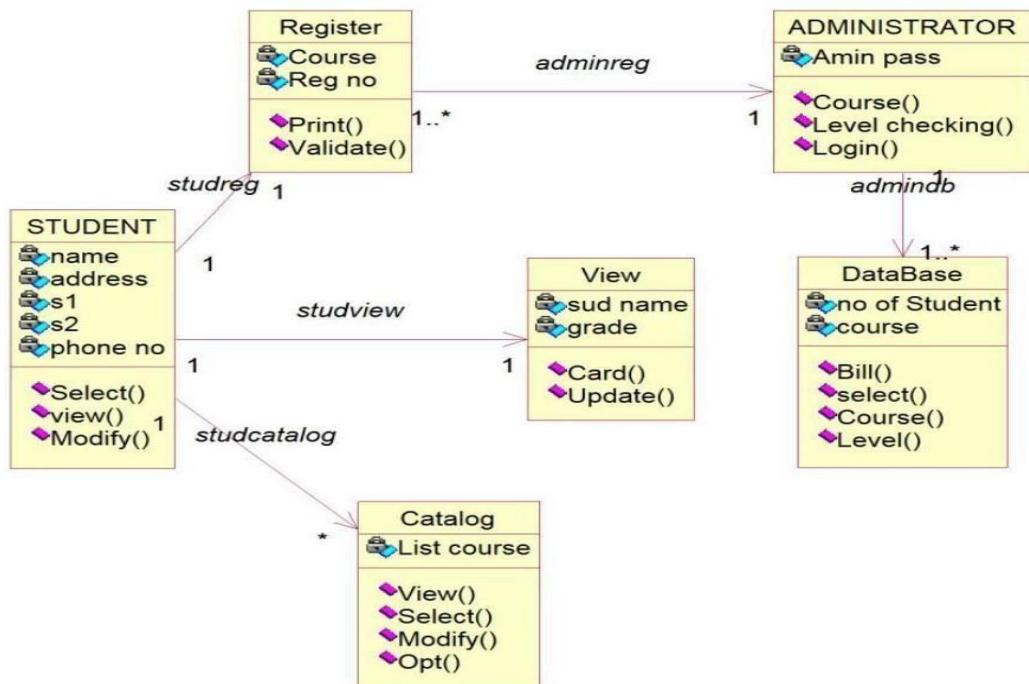 Register
Course
Reg no
Print()
Validate()
adminreg
1..*
1
ADMINISTRATOR
Amin pass
Course()
Level checking()
Login()
studreg
1
1
admindb
1
1..*
STUDENT
name
address
s1
s2
phone no
Select()
view()
Modify()
studview
1
1
View
sud name
grade
Card()
Update()
DataBase
no of Student
course
Bill()
select()
Course()
Level()
1
studcatalog
*
Catalog
List course
View()
Select()
Modify()
Opt()